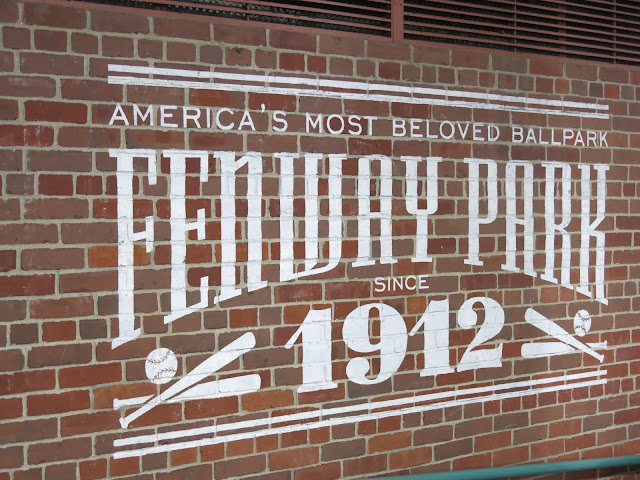 AMERICA'S MOST BELOVED BALLPARK
FENWAY PARK
SINCE
1912